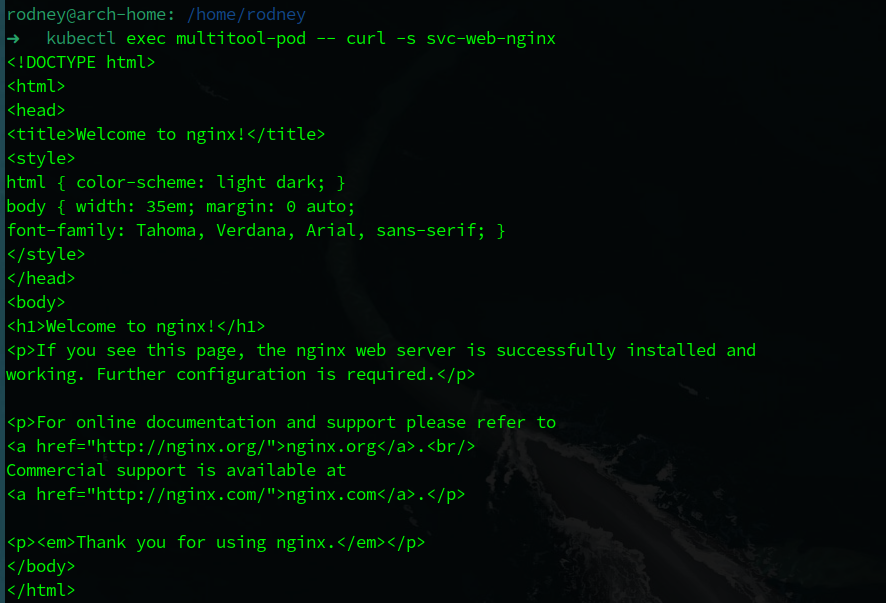 rodney@arch-home: /home/rodney
→ kubectl exec multitool-pod -- curl -s svc-web-nginx
<!DOCTYPE html>
<html>
<head>
<title>Welcome to nginx!</title>
<style>
html { color-scheme: light dark; }
body { width: 35em; margin: 0 auto;
font-family: Tahoma, Verdana, Arial, sans-serif; }
</style>
</head>
<body>
<h1>Welcome to nginx!</h1>
<p>If you see this page, the nginx web server is successfully installed and
working. Further configuration is required.</p>

<p>For online documentation and support please refer to
<a href="http://nginx.org/">nginx.org</a>.<br/>
Commercial support is available at
<a href="http://nginx.com/">nginx.com</a>.</p>

<p><em>Thank you for using nginx.</em></p>
</body>
</html>